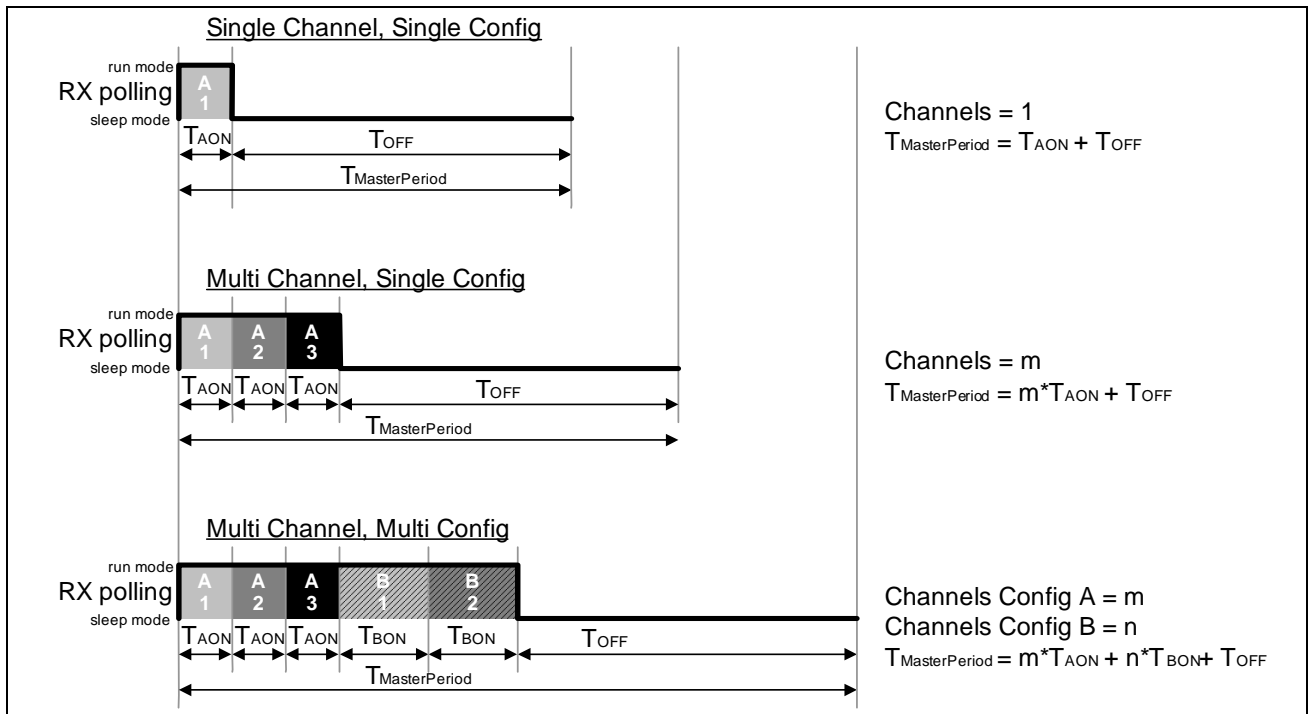 Single Channel, Single Config
run mode
RX polling
sleep mode
A
1
TAON
TOFF
TMasterPeriod
Channels = 1
TMasterPeriod = TAON + TOFF
Multi Channel, Single Config
run mode
RX polling
sleep mode
A
1
A
2
A
3
TAON TAON TAON
TOFF
TMasterPeriod
Channels = m
TMasterPeriod = m*TAON + TOFF
Multi Channel, Multi Config
run mode
RX polling
sleep mode
A
1
A
2
A
3
B
1
B
2
TAON TAON TAON TBON TBON TOFF
TMasterPeriod
Channels Config A = m
Channels Config B = n
TMasterPeriod = m*TAON + n*TBON+ TOFF